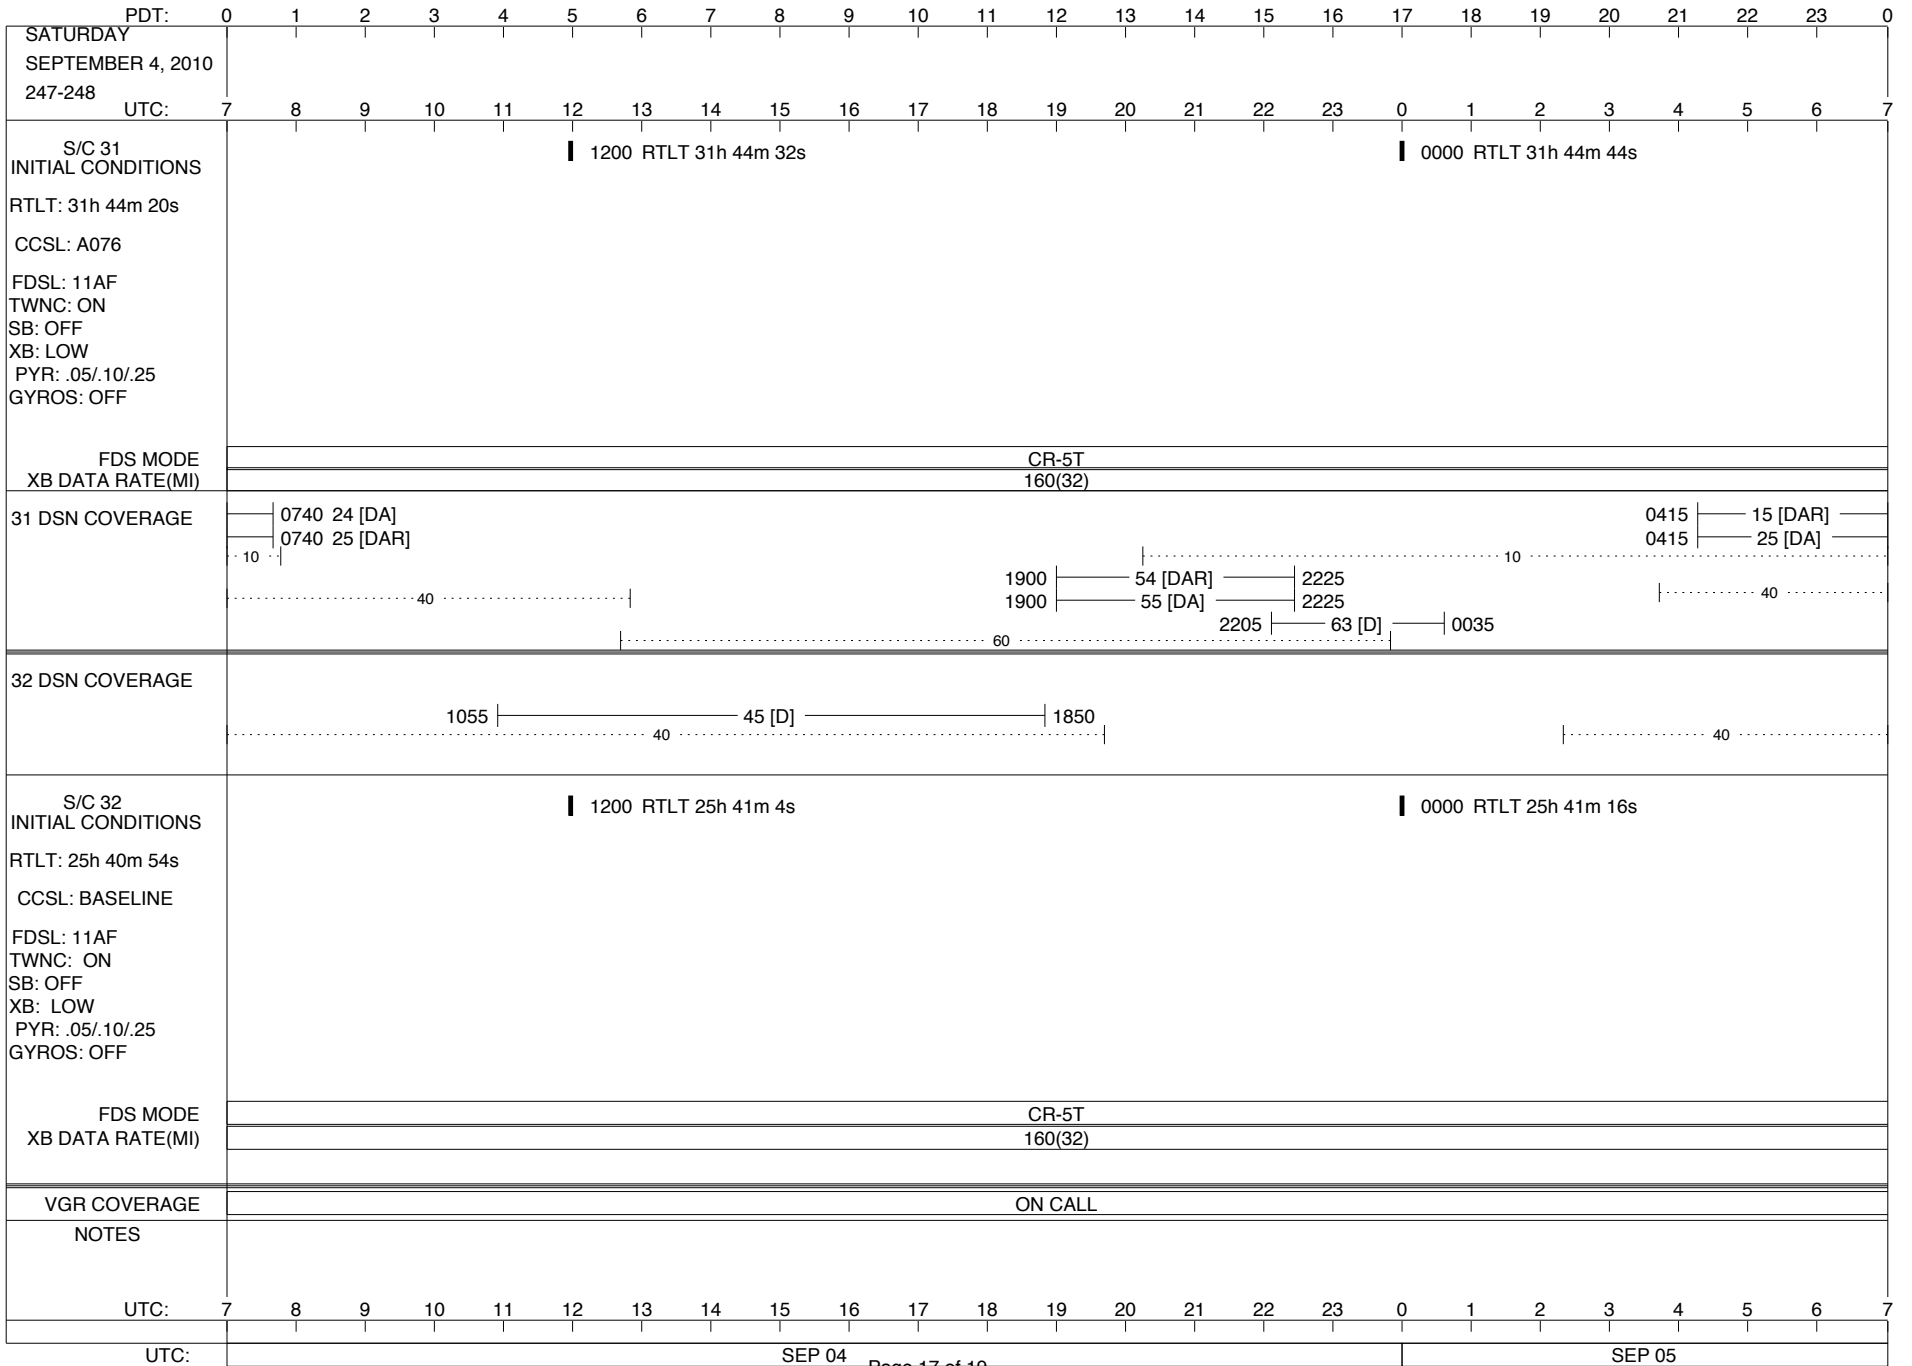 PDT: 0 1 2 3 4 5 6 7 8 9 10 11 12 13 14 15 16 17 18 19 20 21 22 23 0
SATURDAY
SEPTEMBER 4, 2010
247-248
UTC: 7 8 9 10 11 12 13 14 15 16 17 18 19 20 21 22 23 0 1 2 3 4 5 6 7
S/C 31
INITIAL CONDITIONS
1200 RTLT 31h 44m 32s
0000 RTLT 31h 44m 44s
RTLT: 31h 44m 20s
CCSL: A076
FDSL: 11AF
TWNC: ON
SB: OFF
XB: LOW
PYR: .05/.10/.25
GYROS: OFF
FDS MODE CR-5T
XB DATA RATE(MI) 160(32)
31 DSN COVERAGE
0740 24 [DA]
0415 15 [DAR]
0740 25 [DAR]
0415 25 [DA]
10
10
1900 54 [DAR] 2225
40
40
1900 55 [DA] 2225
2205 63 [D] 0035
60
32 DSN COVERAGE
1055 45 [D] 1850
40
40
S/C 32
INITIAL CONDITIONS
1200 RTLT 25h 41m 4s
0000 RTLT 25h 41m 16s
RTLT: 25h 40m 54s
CCSL: BASELINE
FDSL: 11AF
TWNC: ON
SB: OFF
XB: LOW
PYR: .05/.10/.25
GYROS: OFF
FDS MODE CR-5T
XB DATA RATE(MI) 160(32)
VGR COVERAGE ON CALL
NOTES
UTC: 7 8 9 10 11 12 13 14 15 16 17 18 19 20 21 22 23 0 1 2 3 4 5 6 7
UTC: SEP 04 SEP 05
Page 17 of 19